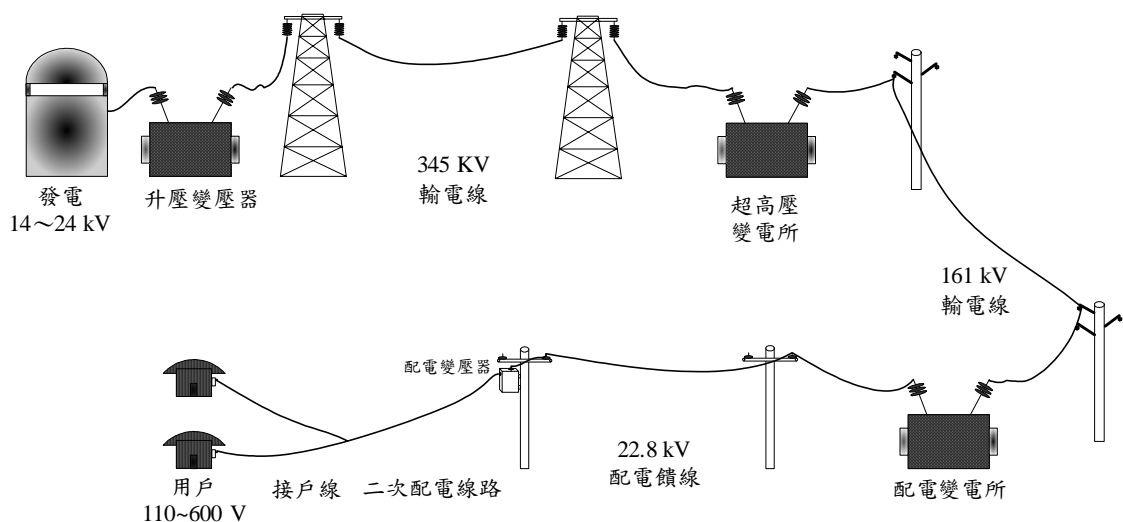 發電
14～24 kV
升壓變壓器
345 KV
輸電線
超高壓
變電所
161 kV
輸電線
配電變壓器
用戶
110~600 V
接戶線
二次配電線路
22.8 kV
配電饋線
配電變電所